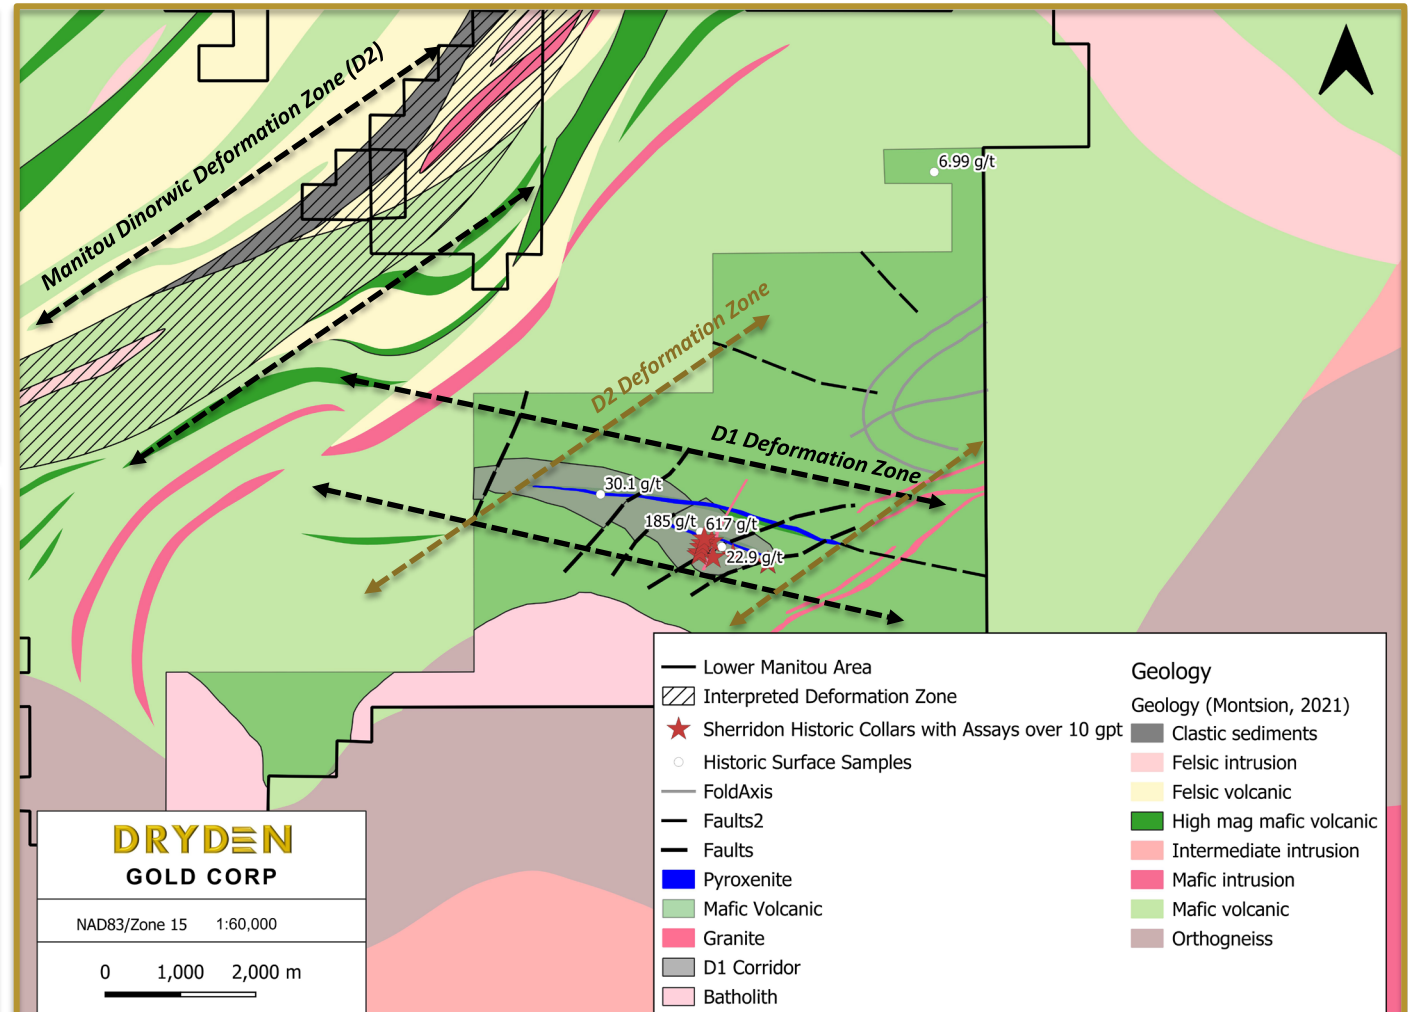 Manitou Dinorwic Deformation Zone (D2)
6.99 g/t
D2 Deformation Zone
D1 Deformation Zone
30.1 g/t
185 g/t
617 g/t
22.9 g/t
Lower Manitou Area
Interpreted Deformation Zone
Sherridon Historic Collars with Assays over 10 gpt
Historic Surface Samples
FoldAxis
Faults2
Faults
Pyroxenite
Mafic Volcanic
Granite
D1 Corridor
Batholith
Geology
Geology (Montsion, 2021)
Clastic sediments
Felsic intrusion
Felsic volcanic
High mag mafic volcanic
Intermediate intrusion
Mafic intrusion
Mafic volcanic
Orthogneiss
DRYDEN
GOLD CORP
NAD83/Zone 15 1:60,000
0 1,000 2,000 m